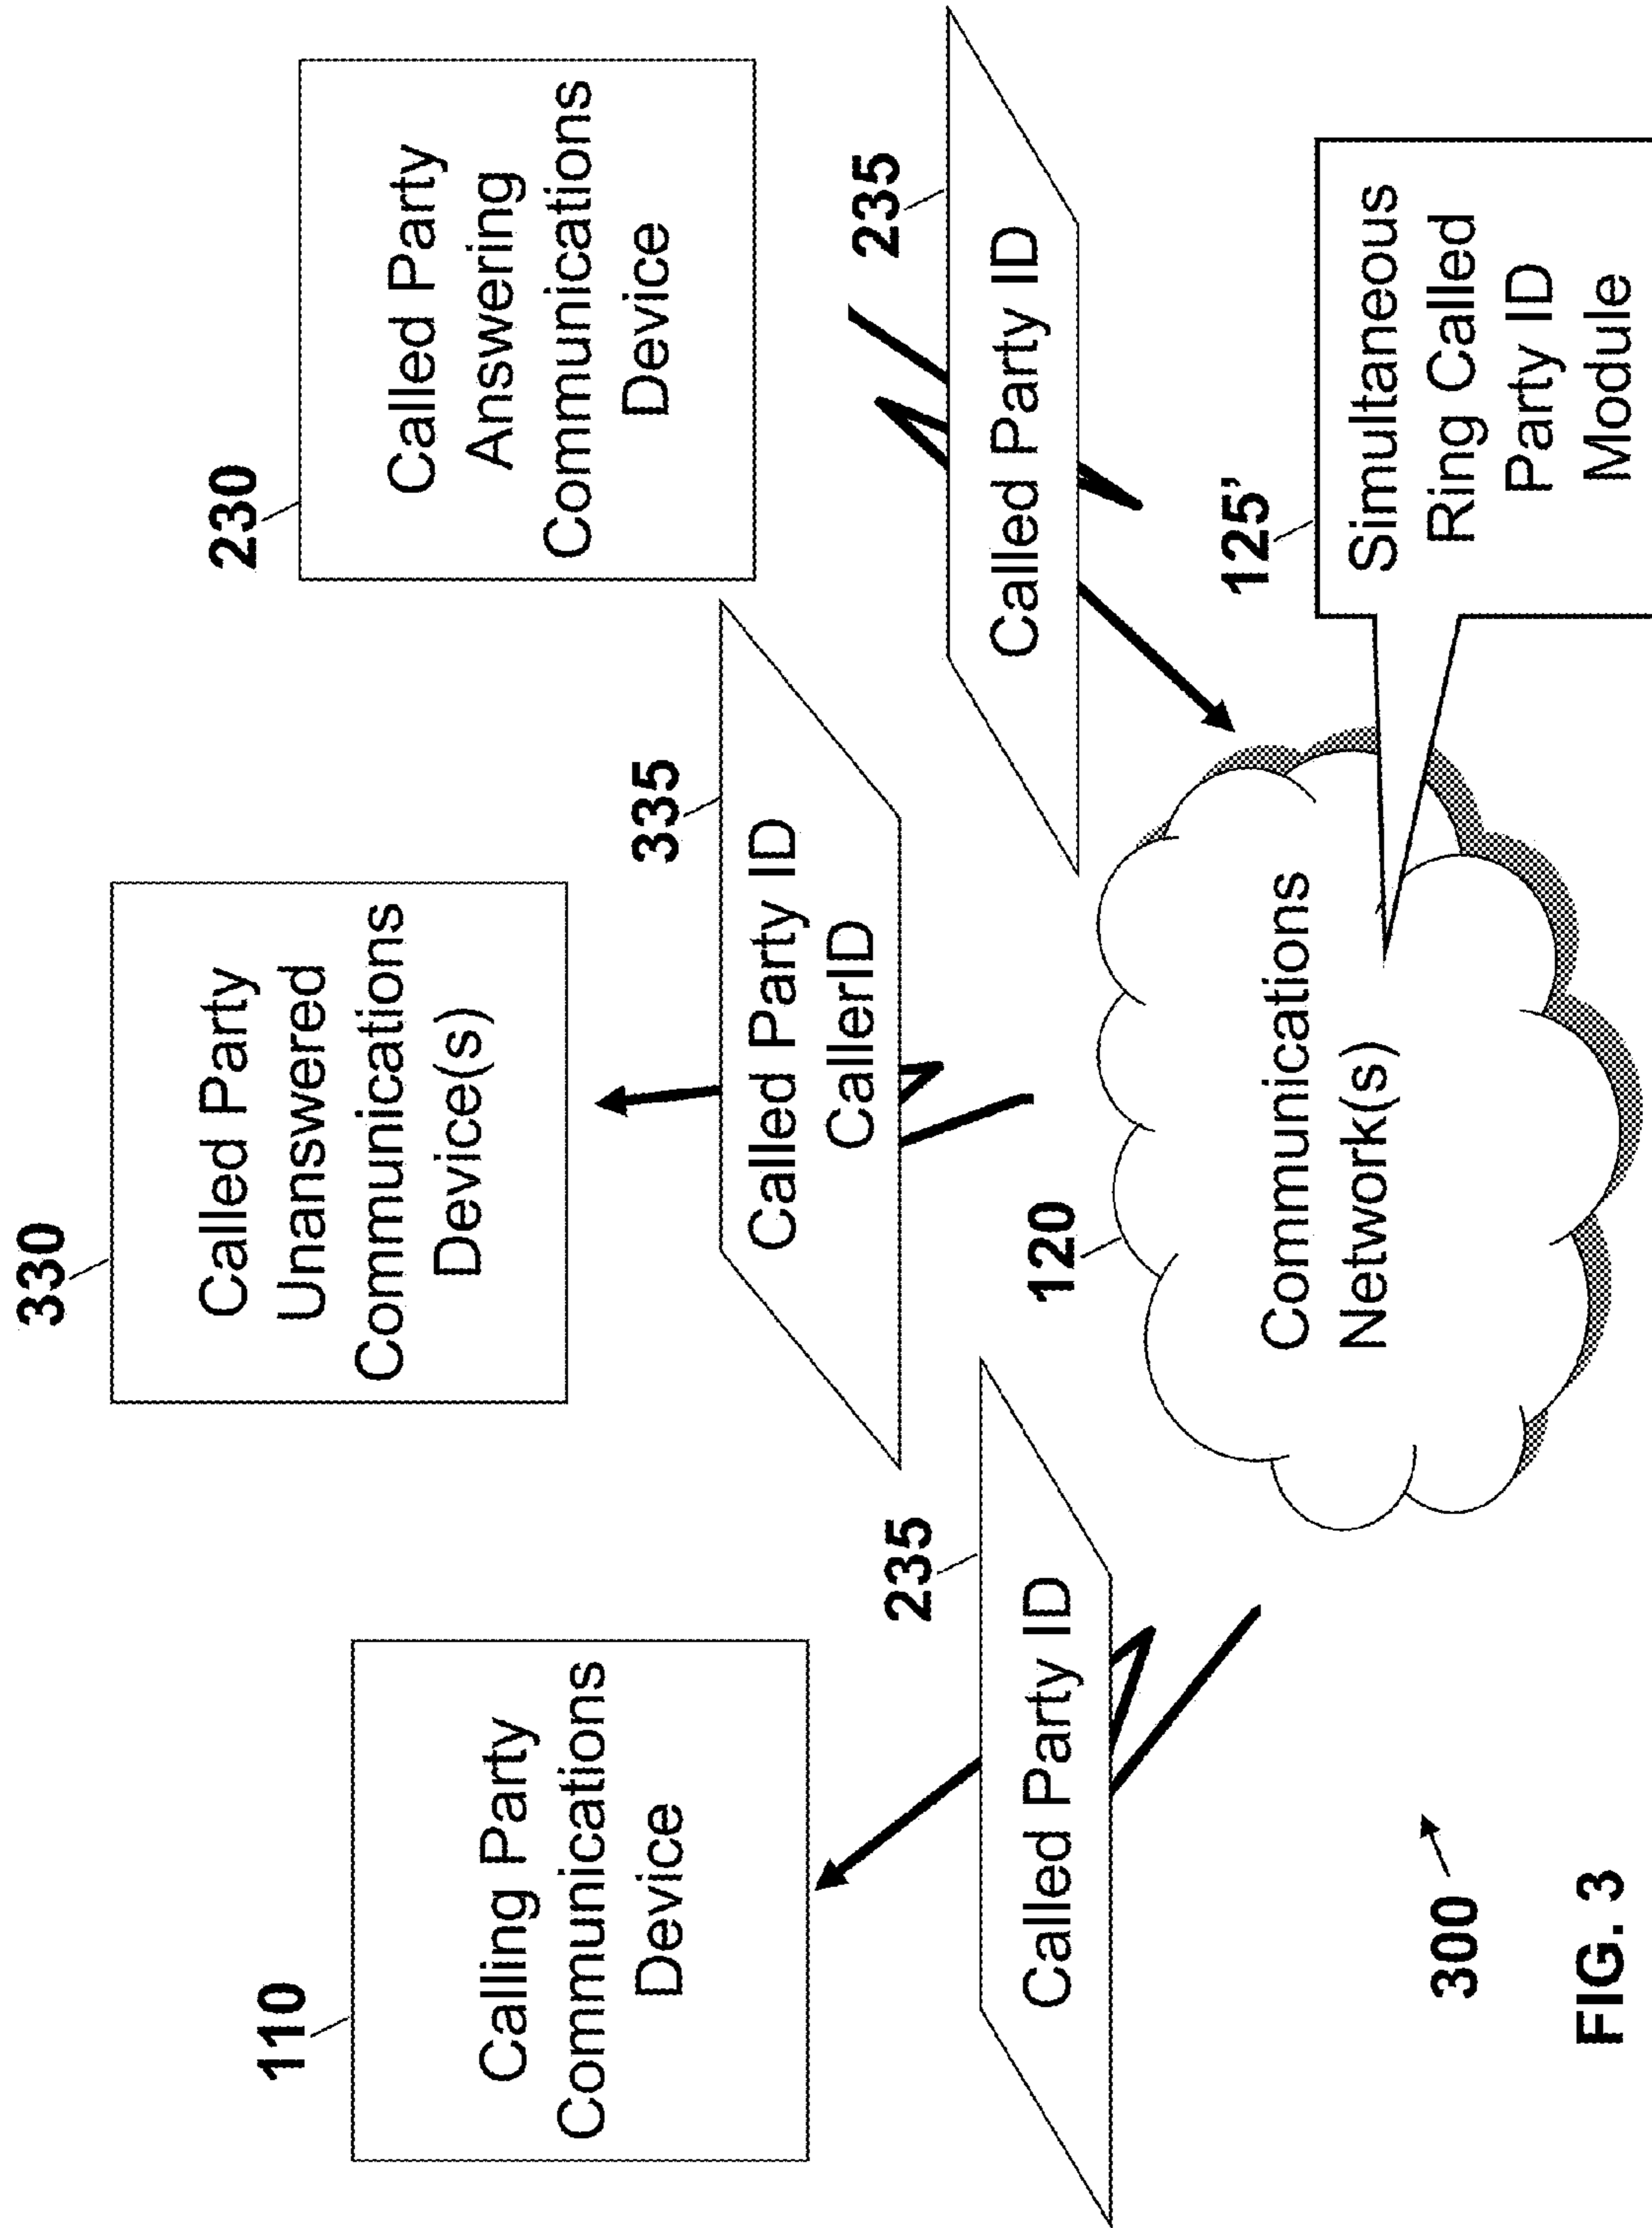 330
Called Party
Unanswered
Communications
Device(s)
110
Calling Party
Communications
Device
230
Called Party
Answering
Communications
Device
335
Called Party ID
CallerID
235
Called Party ID
235
Called Party ID
120
Communications
Network(s)
125’
Simultaneous
Ring Called
Party ID
Module
300
FIG. 3